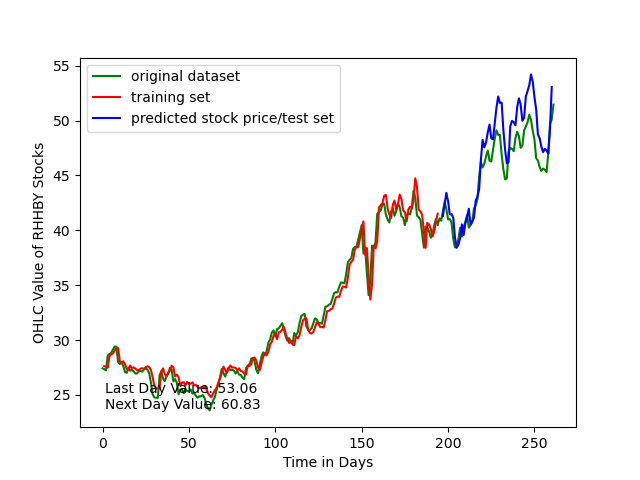 original dataset
training set
predicted stock price/test set
OHLC Value of RHHBY Stocks
55
50
45
40
35
30
25
Last Day Value: 53.06
Next Day Value: 60.83
0 50 100 150 200 250
Time in Days